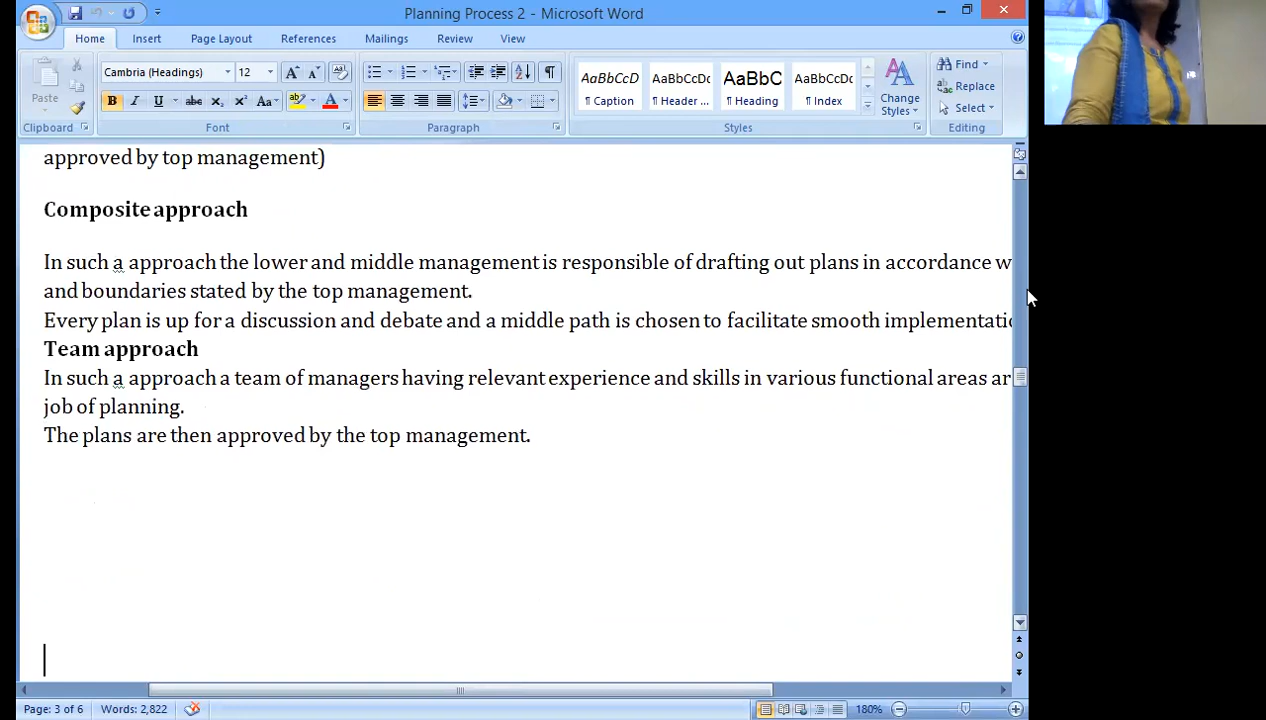 Planning Process 2 - Microsoft Word
Home Insert Page Layout References Mailings Review View
Paste
Cambria (Headings) 12
B I U abc X₂ X² Aa A
AaBbCcD AaBbCcDc AaBbC AaBbCcDc
¶ Caption ¶ Header ... ¶ Heading ¶ Index
Change
Styles
Find
Replace
Select
Clipboard Font Paragraph Styles Editing
approved by top management)
Composite approach
In such a approach the lower and middle management is responsible of drafting out plans in accordance w
and boundaries stated by the top management.
Every plan is up for a discussion and debate and a middle path is chosen to facilitate smooth implementatio
Team approach
In such a approach a team of managers having relevant experience and skills in various functional areas ar
job of planning.
The plans are then approved by the top management.
Page: 3 of 6 Words: 2,822 180%